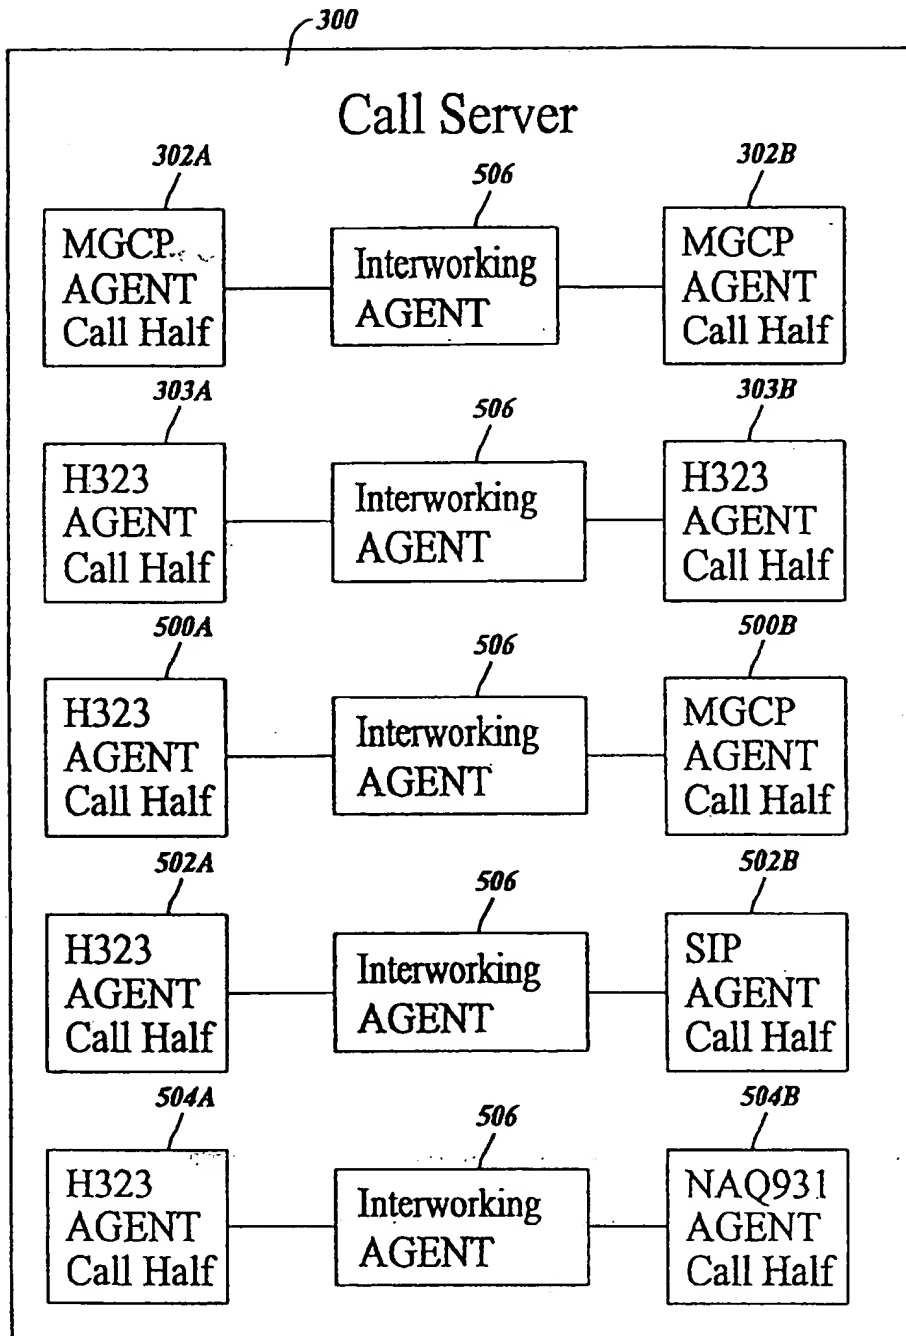 300
Call Server
302A
506
302B
MGCP
AGENT
Call Half
Interworking
AGENT
MGCP
AGENT
Call Half
303A
506
303B
H323
AGENT
Call Half
Interworking
AGENT
H323
AGENT
Call Half
500A
506
500B
H323
AGENT
Call Half
Interworking
AGENT
MGCP
AGENT
Call Half
502A
506
502B
H323
AGENT
Call Half
Interworking
AGENT
SIP
AGENT
Call Half
504A
506
504B
H323
AGENT
Call Half
Interworking
AGENT
NAQ931
AGENT
Call Half